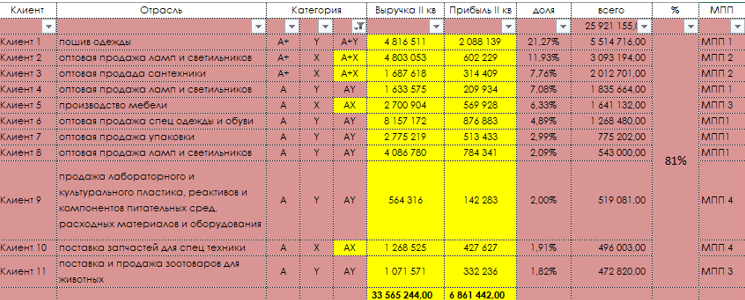 Клиент Отрасль Категория Выручка II кв Прибыль II кв доля всего % МПП
25 921 155,0
Клиент 1 пошив одежды A+ Y A+Y 4 816 511 2 088 139 21,27% 5 514 716,00 МПП 1
Клиент 2 оптовая продажа ламп и светильников A+ X A+X 4 803 053 602 229 11,93% 3 093 194,00 МПП 2
Клиент 3 оптовая продада сантехники A+ X A+X 1 687 618 314 409 7,76% 2 012 701,00 МПП 2
Клиент 4 оптовая продажа ламп и светильников A Y AY 1 633 575 209 934 7,08% 1 835 664,00 МПП 1
Клиент 5 производство мебели A X AX 2 700 904 569 928 6,33% 1 641 132,00 МПП 3
Клиент 6 оптовая продажа спец одежды и обуви A Y AY 8 157 172 876 883 4,89% 1 268 480,00 МПП1
Клиент 7 оптовая продажа упаковки A Y AY 2 775 219 513 433 2,99% 775 202,00 МПП1
Клиент 8 оптовая продажа ламп и светильников A Y AY 4 086 780 784 341 2,09% 543 000,00 МПП1
81%
продажа лабораторного и
культурального пластика, реактивов и
компонентов питательных сред,
расходных материалов и оборудования
Клиент 9 A Y AY 564 316 142 283 2,00% 519 081,00 МПП 4
Клиент 10 поставка запчастей для спец техники A X AX 1 268 525 427 627 1,91% 496 003,00 МПП 4
Клиент 11 поставка и продажа зоотоваров для
животных A Y AY 1 071 571 332 236 1,82% 472 820,00 МПП 3
33 565 244,00 6 861 442,00